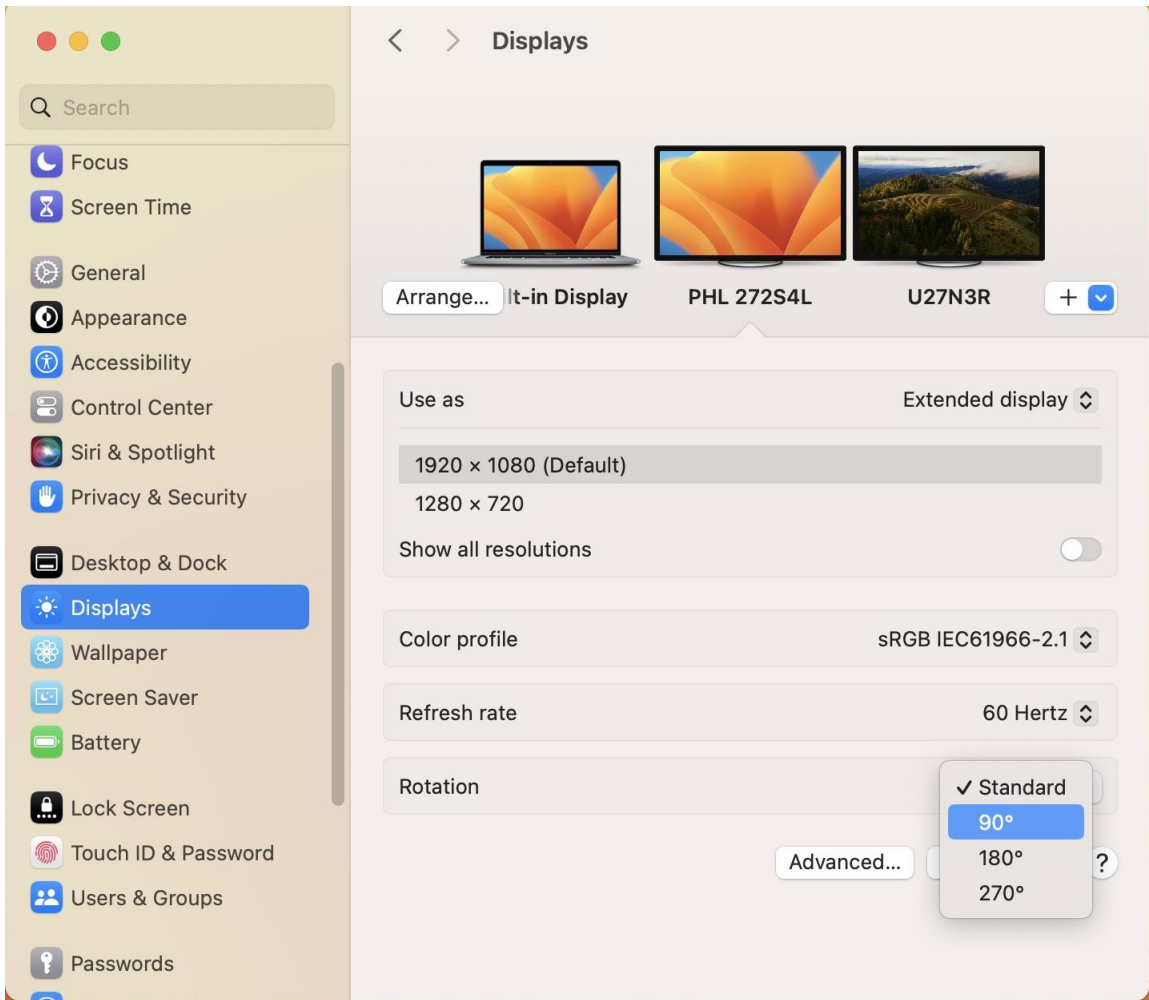 Displays
Search
Focus
Screen Time
General
Appearance
Accessibility
Control Center
Siri & Spotlight
Privacy & Security
Desktop & Dock
Displays
Wallpaper
Screen Saver
Battery
Lock Screen
Touch ID & Password
Users & Groups
Passwords
Arrange... ilt-in Display PHL 272S4L U27N3R +
Use as Extended display
1920 × 1080 (Default)
1280 × 720
Show all resolutions
Color profile sRGB IEC61966-2.1
Refresh rate 60 Hertz
Rotation ✓ Standard
90°
180°
270°
Advanced... ?